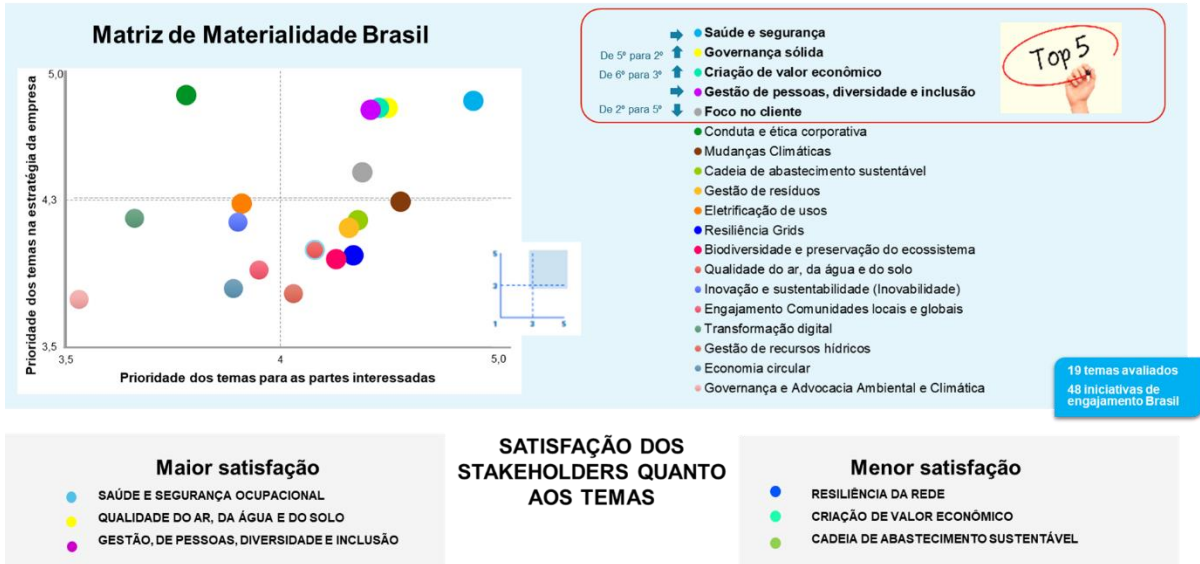 Matriz de Materialidade Brasil
Prioridade dos temas na estratégia da empresa
5,0
4,3
3,5
3,5
4
5,0
Prioridade dos temas para as partes interessadas
5
3
1
3
5
Saúde e segurança
De 5º para 2º
Governança sólida
De 6º para 3º
Criação de valor econômico
Gestão de pessoas, diversidade e inclusão
De 2º para 5º
Foco no cliente
Top 5
Conduta e ética corporativa
Mudanças Climáticas
Cadeia de abastecimento sustentável
Gestão de resíduos
Eletrificação de usos
Resiliência Grids
Biodiversidade e preservação do ecossistema
Qualidade do ar, da água e do solo
Inovação e sustentabilidade (Inovabilidade)
Engajamento Comunidades locais e globais
Transformação digital
Gestão de recursos hídricos
Economia circular
Governança e Advocacia Ambiental e Climática
19 temas avaliados
48 iniciativas de
engajamento Brasil
Maior satisfação
SAÚDE E SEGURANÇA OCUPACIONAL
QUALIDADE DO AR, DA ÁGUA E DO SOLO
GESTÃO, DE PESSOAS, DIVERSIDADE E INCLUSÃO
SATISFAÇÃO DOS
STAKEHOLDERS QUANTO
AOS TEMAS
Menor satisfação
RESILIÊNCIA DA REDE
CRIAÇÃO DE VALOR ECONÔMICO
CADEIA DE ABASTECIMENTO SUSTENTÁVEL